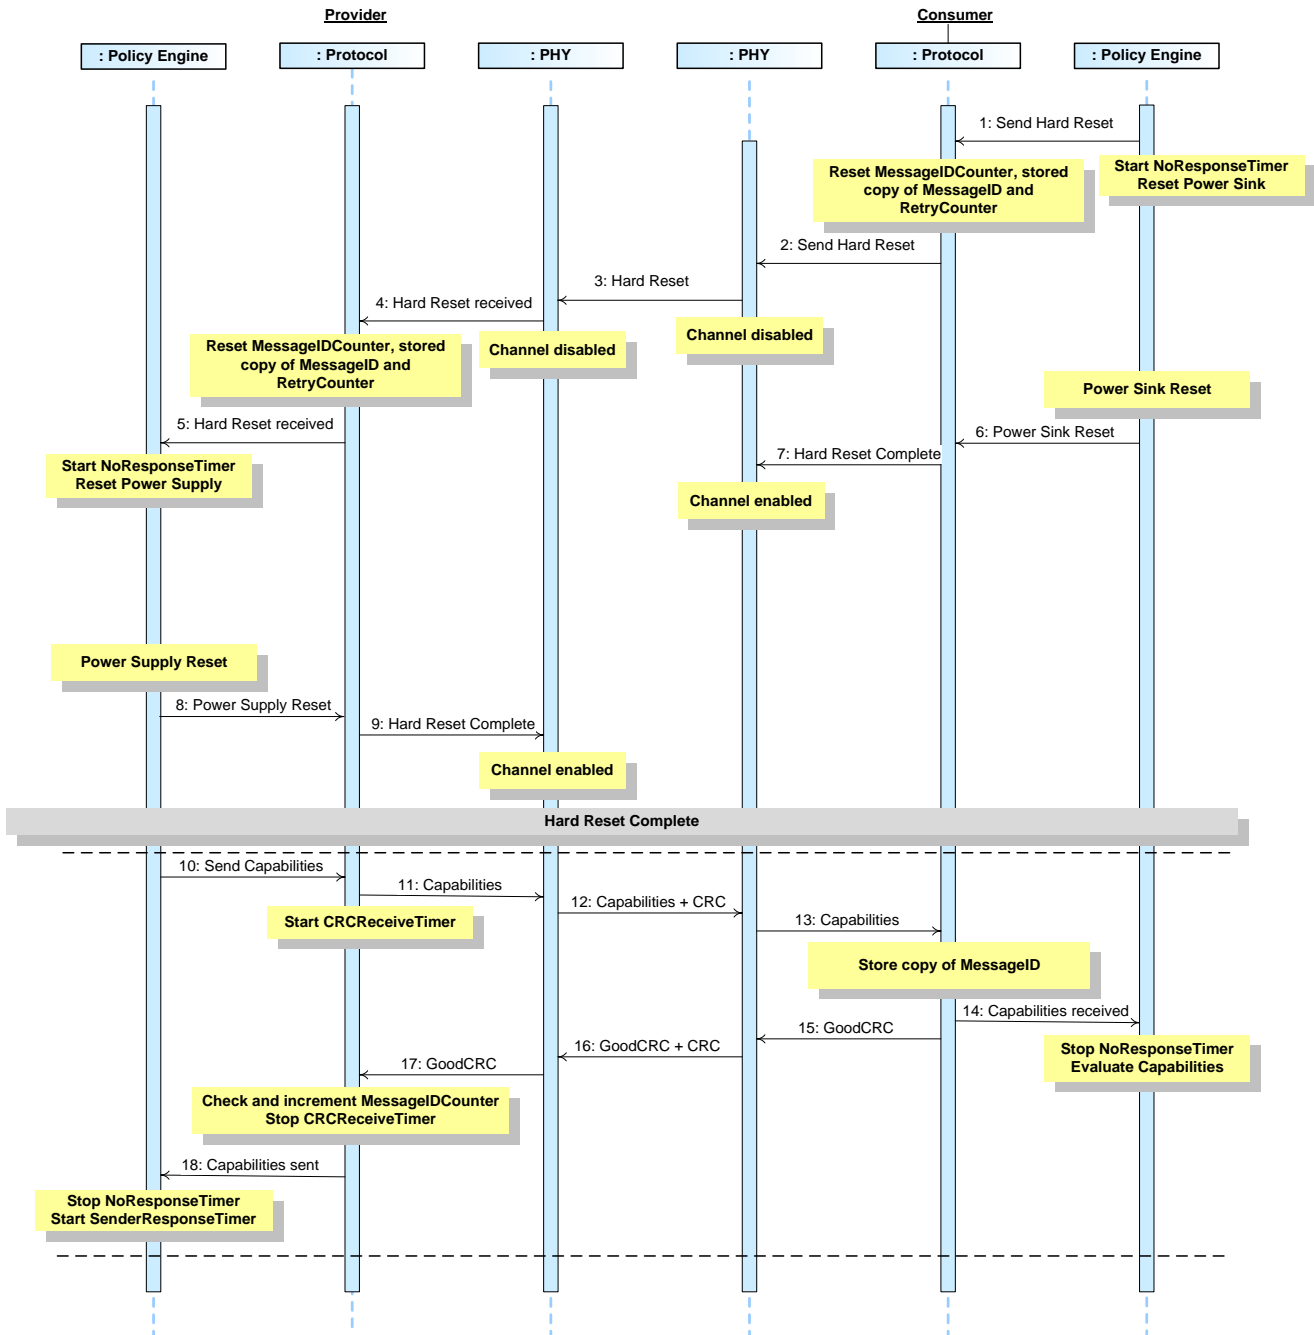 Provider
Consumer
: Policy Engine
: Protocol
: PHY
: PHY
: Protocol
: Policy Engine
1: Send Hard Reset
Start NoResponseTimer
Reset Power Sink
Reset MessageIDCounter, stored
copy of MessageID and
RetryCounter
2: Send Hard Reset
3: Hard Reset
4: Hard Reset received
Channel disabled
Channel disabled
Reset MessageIDCounter, stored
copy of MessageID and
RetryCounter
Power Sink Reset
5: Hard Reset received
6: Power Sink Reset
7: Hard Reset Complete
Start NoResponseTimer
Reset Power Supply
Channel enabled
Power Supply Reset
8: Power Supply Reset
9: Hard Reset Complete
Channel enabled
Hard Reset Complete
10: Send Capabilities
11: Capabilities
Start CRCReceiveTimer
12: Capabilities + CRC
13: Capabilities
Store copy of MessageID
14: Capabilities received
15: GoodCRC
16: GoodCRC + CRC
17: GoodCRC
Stop NoResponseTimer
Evaluate Capabilities
Check and increment MessageIDCounter
Stop CRCReceiveTimer
18: Capabilities sent
Stop NoResponseTimer
Start SenderResponseTimer